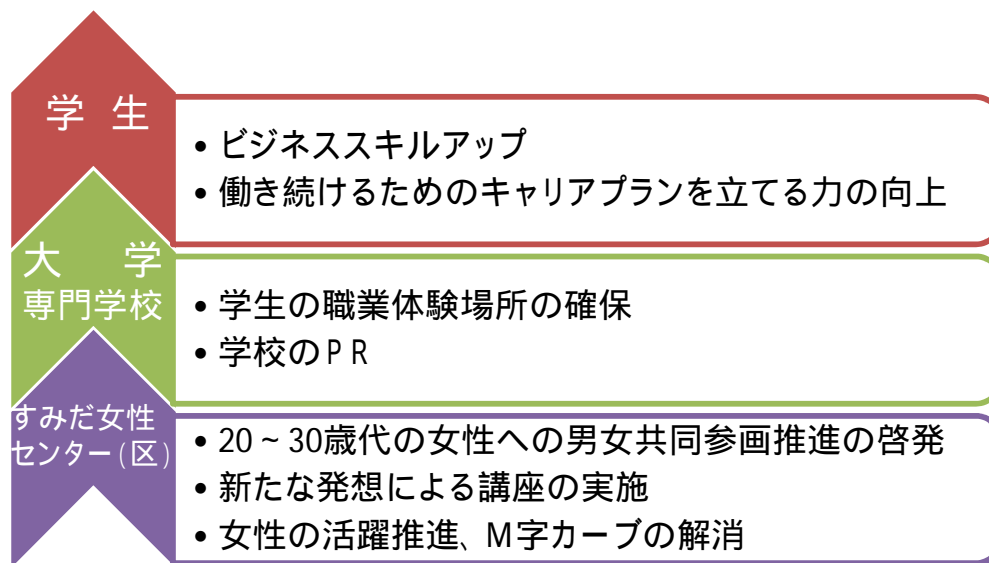 学 生
• ビジネススキルアップ
• 働き続けるためのキャリアプランを立てる力の向上
大 学
専門学校
• 学生の職業体験場所の確保
• 学校のPR
すみだ女性
センター(区)
• 20~30歳代の女性への男女共同参画推進の啓発
• 新たな発想による講座の実施
• 女性の活躍推進、M字カーブの解消